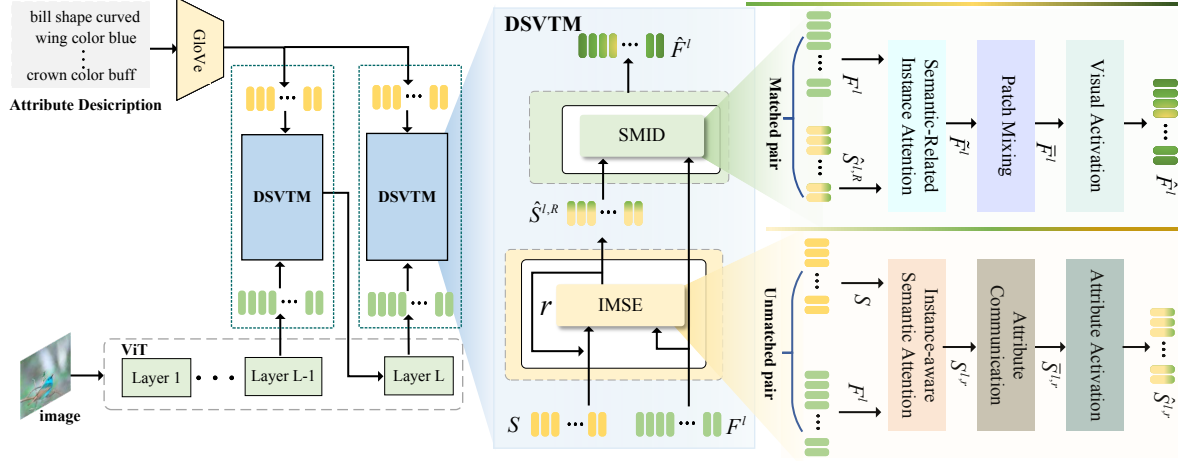 bill shape curved
wing color blue
crown color buff
Attribute Desicription
GloVe
DSVTM
DSVTM
ViT
Layer 1
Layer L-1
Layer L
image
DSVTM
F̂^l
SMID
Ŝ^{l,R}
r
IMSE
S
F^l
Matched pair
F^l
Ŝ^{l,R}
Semantic-Related
Instance Attention
F̃^l
Patch Mixing
F̅^l
Visual Activation
F̂^l
Unmatched pair
S
F^l
Instance-aware
Semantic Attention
S^{l,r}
Attribute
Communication
S̅^{l,r}
Attribute Activation
Ŝ^{l,r}